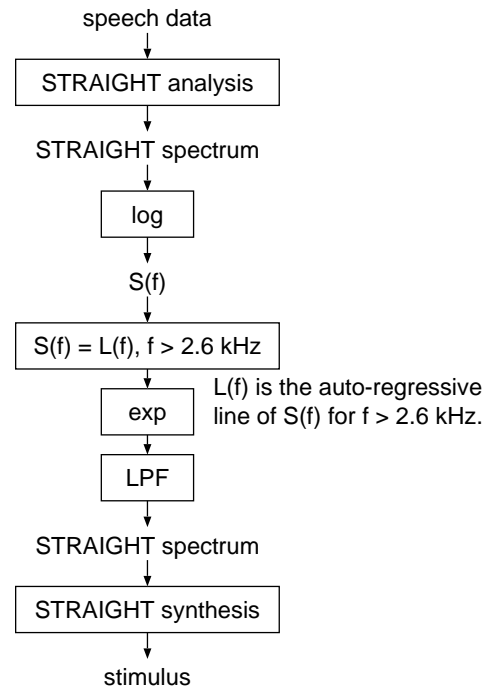 speech data
STRAIGHT analysis
STRAIGHT spectrum
log
S(f)
S(f) = L(f), f > 2.6 kHz
L(f) is the auto-regressive
line of S(f) for f > 2.6 kHz.
exp
LPF
STRAIGHT spectrum
STRAIGHT synthesis
stimulus